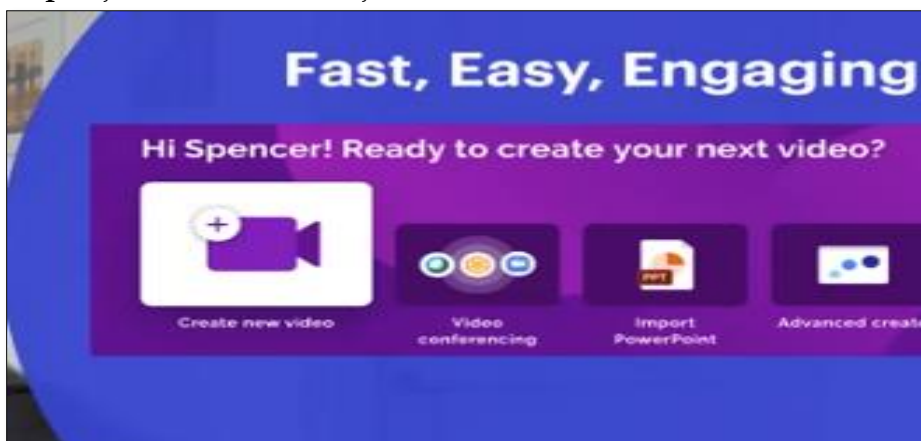 Fast, Easy, Engaging
Hi Spencer! Ready to create your next video?
Create new video
Video
conferencing
Import
PowerPoint
Advanced create
PPT